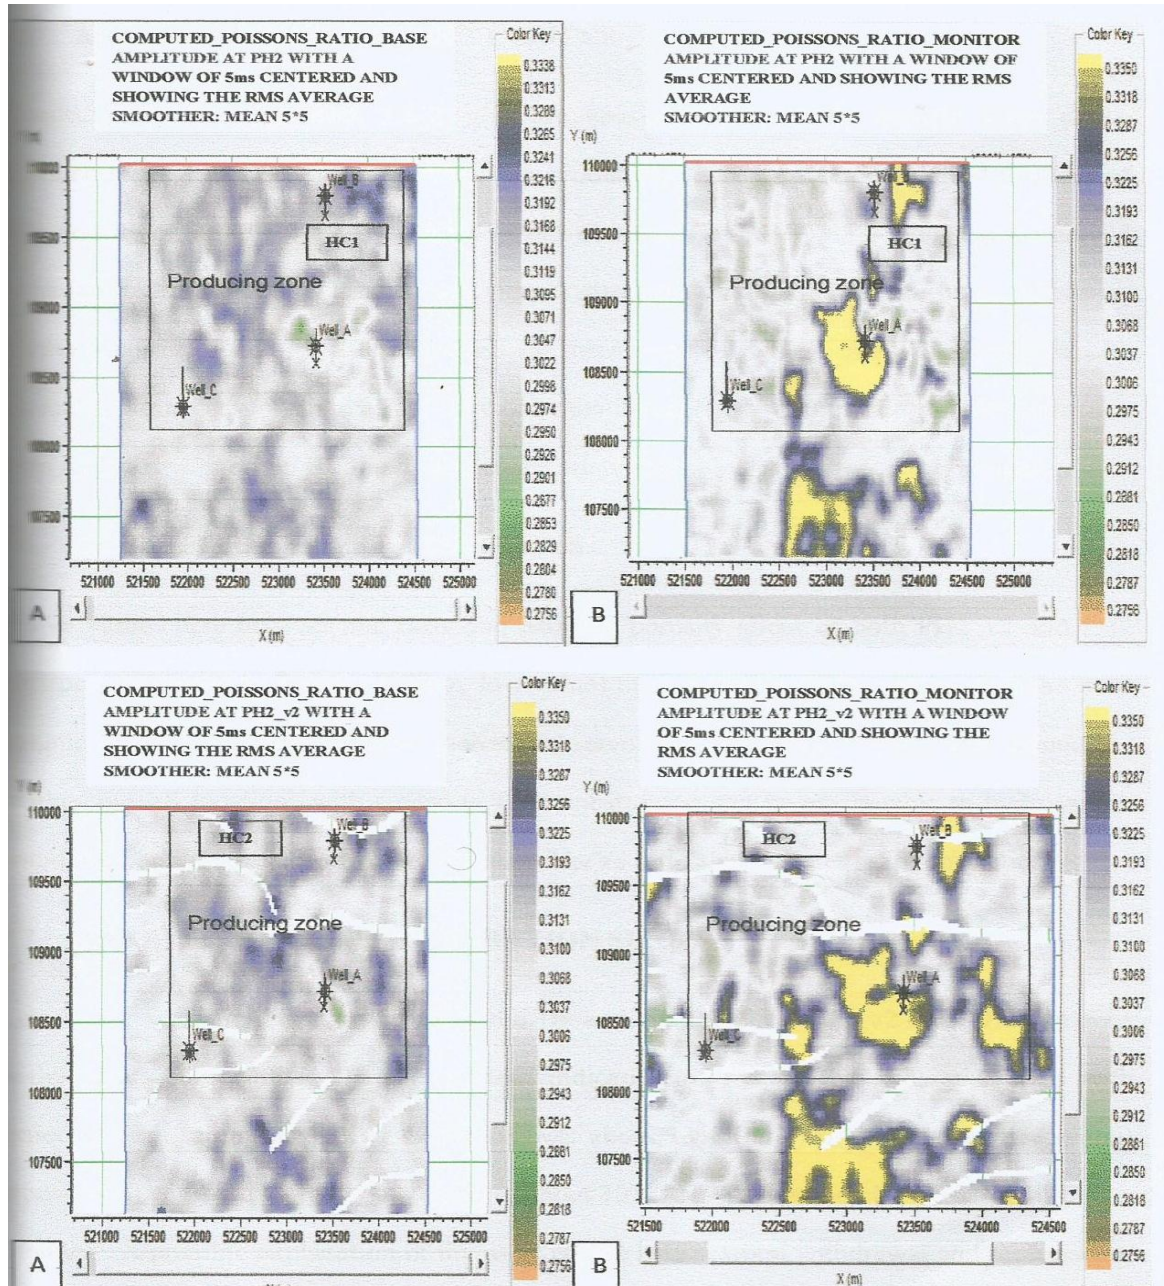 COMPUTED_POISSONS_RATIO_BASE
AMPLITUDE AT PH2 WITH A
WINDOW OF 5ms CENTERED AND
SHOWING THE RMS AVERAGE
SMOOTHER: MEAN 5*5
Color Key
0.3338
0.3313
0.3289
0.3265
0.3241
0.3216
0.3192
0.3168
0.3144
0.3119
0.3095
0.3071
0.3047
0.3022
0.2998
0.2974
0.2950
0.2926
0.2901
0.2877
0.2853
0.2829
0.2804
0.2780
0.2756
110000
109500
109000
108500
108000
107500
Well_B
HC1
Producing zone
Well_A
Well_C
521000 521500 522000 522500 523000 523500 524000 524500 525000
A
X (m)
COMPUTED_POISSONS_RATIO_MONITOR
AMPLITUDE AT PH2 WITH A WINDOW OF
5ms CENTERED AND SHOWING THE RMS
AVERAGE
SMOOTHER: MEAN 5*5
Color Key
0.3350
0.3318
0.3287
0.3256
0.3225
0.3193
0.3162
0.3131
0.3100
0.3068
0.3037
0.3006
0.2975
0.2943
0.2912
0.2881
0.2850
0.2818
0.2787
0.2756
Y (m)
110000
109500
109000
108500
108000
107500
HC1
Producing zone
Well_A
Well_C
521000 521500 522000 522500 523000 523500 524000 524500 525000
B
X (m)
COMPUTED_POISSONS_RATIO_BASE
AMPLITUDE AT PH2_v2 WITH A
WINDOW OF 5ms CENTERED AND
SHOWING THE RMS AVERAGE
SMOOTHER: MEAN 5*5
Color Key
0.3350
0.3318
0.3287
0.3256
0.3225
0.3193
0.3162
0.3131
0.3100
0.3068
0.3037
0.3006
0.2975
0.2943
0.2912
0.2881
0.2850
0.2818
0.2787
0.2756
Y (m)
110000
109500
109000
108500
108000
107500
HC2
Well_B
Producing zone
Well_A
Well_C
521000 521500 522000 522500 523000 523500 524000 524500 525000
A
COMPUTED_POISSONS_RATIO_MONITOR
AMPLITUDE AT PH2_v2 WITH A WINDOW
OF 5ms CENTERED AND SHOWING THE
RMS AVERAGE
SMOOTHER: MEAN 5*5
Color Key
0.3350
0.3318
0.3287
0.3256
0.3225
0.3193
0.3162
0.3131
0.3100
0.3068
0.3037
0.3006
0.2975
0.2943
0.2912
0.2881
0.2850
0.2818
0.2787
0.2756
Y (m)
110000
109500
109000
108500
108000
107500
HC2
Well_B
Producing zone
Well_A
Well_C
521500 522000 522500 523000 523500 524000 524500
B
X (m)